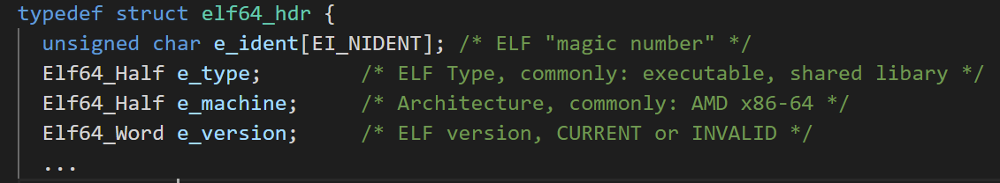 typedef struct elf64_hdr {
unsigned char e_ident[EI_NIDENT]; /* ELF "magic number" */
Elf64_Half e_type; /* ELF Type, commonly: executable, shared libary */
Elf64_Half e_machine; /* Architecture, commonly: AMD x86-64 */
Elf64_Word e_version; /* ELF version, CURRENT or INVALID */
...